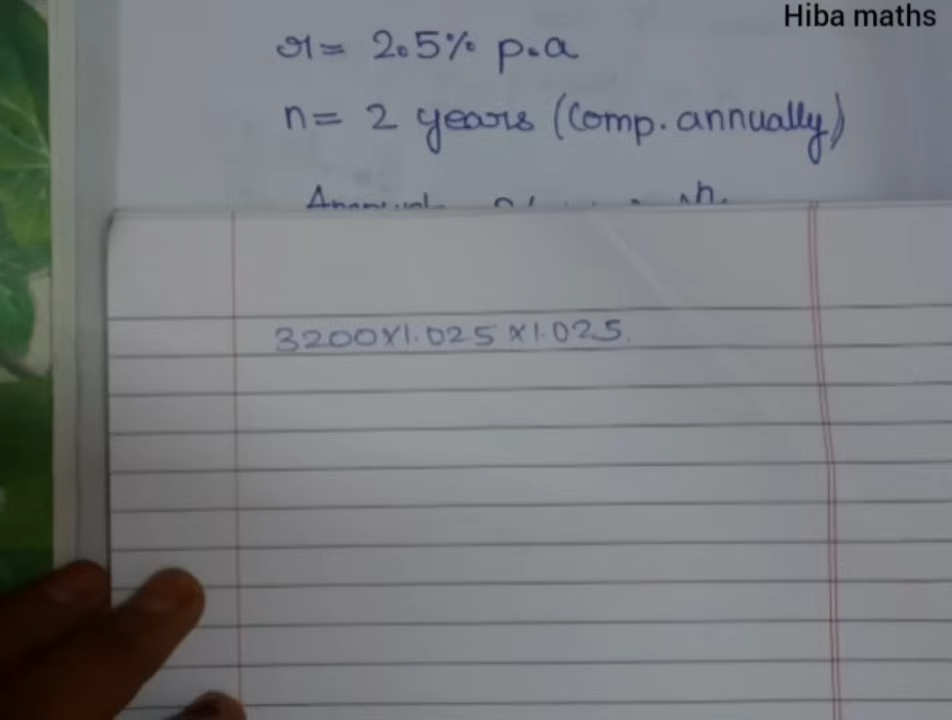 Hiba maths
r= 2.5% p.a
n= 2 years (Comp. annually)
3200×1.025×1.025.